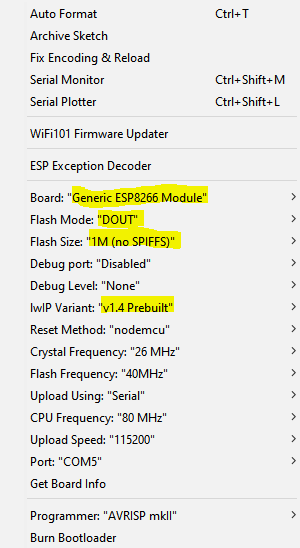 Auto Format Ctrl+T
Archive Sketch
Fix Encoding & Reload
Serial Monitor Ctrl+Shift+M
Serial Plotter Ctrl+Shift+L
WiFi101 Firmware Updater
ESP Exception Decoder
Board: "Generic ESP8266 Module"
Flash Mode: "DOUT"
Flash Size: "1M (no SPIFFS)"
Debug port: "Disabled"
Debug Level: "None"
lwIP Variant: "v1.4 Prebuilt"
Reset Method: "nodemcu"
Crystal Frequency: "26 MHz"
Flash Frequency: "40MHz"
Upload Using: "Serial"
CPU Frequency: "80 MHz"
Upload Speed: "115200"
Port: "COM5"
Get Board Info
Programmer: "AVRISP mkII"
Burn Bootloader